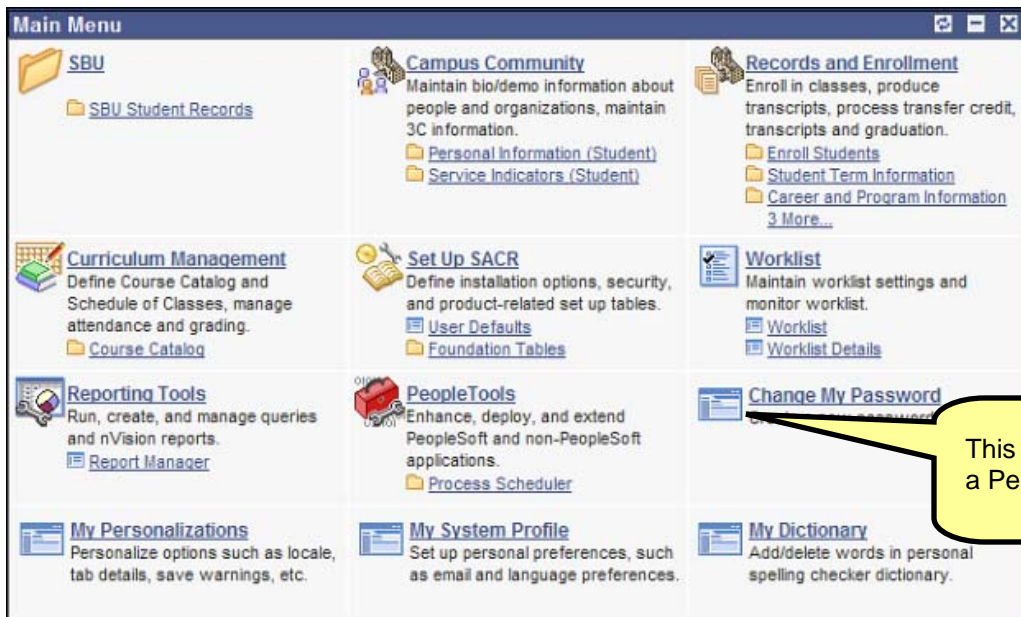 Main Menu
SBU
SBU Student Records
Campus Community
Maintain bio/demo information about
people and organizations, maintain
3C information.
Personal Information (Student)
Service Indicators (Student)
Records and Enrollment
Enroll in classes, produce
transcripts, process transfer credit,
transcripts and graduation.
Enroll Students
Student Term Information
Career and Program Information
3 More...
Curriculum Management
Define Course Catalog and
Schedule of Classes, manage
attendance and grading.
Course Catalog
Set Up SACR
Define installation options, security,
and product-related set up tables.
User Defaults
Foundation Tables
Worklist
Maintain worklist settings and
monitor worklist.
Worklist
Worklist Details
Reporting Tools
Run, create, and manage queries
and nVision reports.
Report Manager
PeopleTools
Enhance, deploy, and extend
PeopleSoft and non-PeopleSoft
applications.
Process Scheduler
Change My Password
This
a Pe
My Personalizations
Personalize options such as locale,
tab details, save warnings, etc.
My System Profile
Set up personal preferences, such
as email and language preferences.
My Dictionary
Add/delete words in personal
spelling checker dictionary.